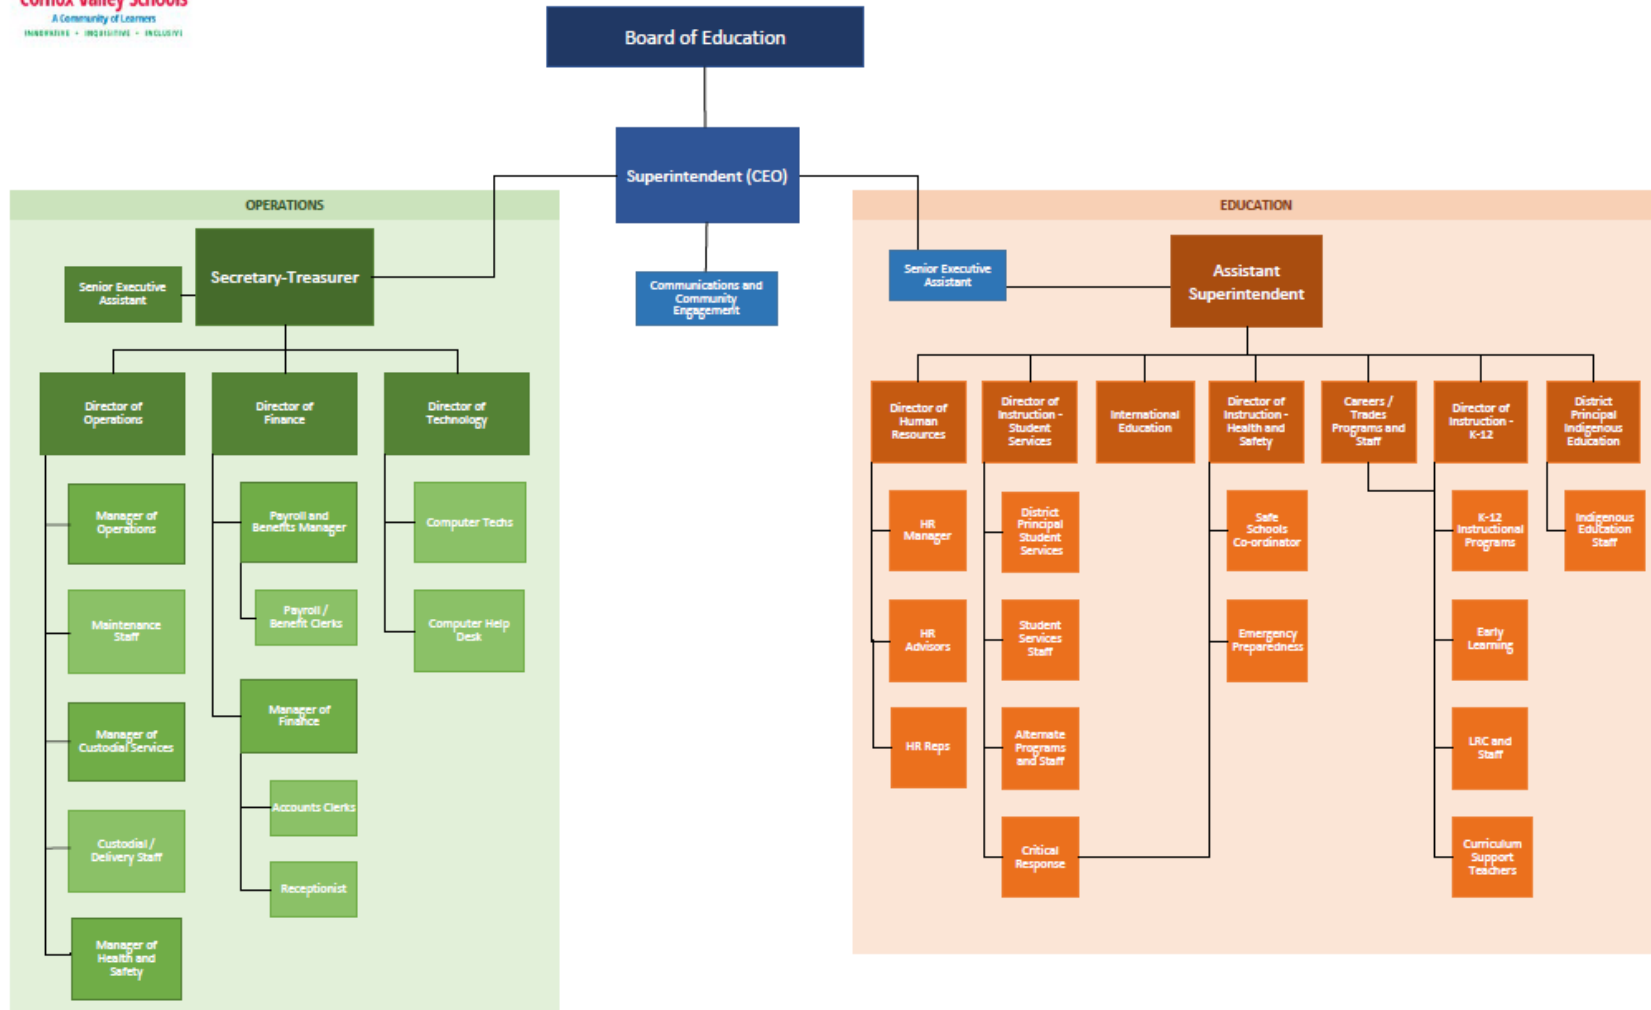 Comox Valley Schools
A Community of Learners
INNOVATIVE • INQUISITIVE • INCLUSIVE
Board of Education
Superintendent (CEO)
Communications and
Community
Engagement
OPERATIONS
Secretary-Treasurer
Senior Executive
Assistant
Director of
Operations
Manager of
Operations
Maintenance
Staff
Manager of
Custodial Services
Custodial /
Delivery Staff
Manager of
Health and
Safety
Director of
Finance
Payroll and
Benefits Manager
Payroll /
Benefit Clerks
Manager of
Finance
Accounts Clerks
Receptionist
Director of
Technology
Computer Techs
Computer Help
Desk
EDUCATION
Senior Executive
Assistant
Assistant
Superintendent
Director of
Human
Resources
HR
Manager
HR
Advisors
HR Reps
Director of
Instruction -
Student
Services
District
Principal
Student
Services
Student
Services
Staff
Alternate
Programs
and Staff
Critical
Response
International
Education
Director of
Instruction -
Health and
Safety
Safe
Schools
Co-ordinator
Emergency
Preparedness
Careers /
Trades
Programs and
Staff
Director of
Instruction -
K-12
K-12
Instructional
Programs
Early
Learning
LRC and
Staff
Curriculum
Support
Teachers
District
Principal
Indigenous
Education
Indigenous
Education
Staff